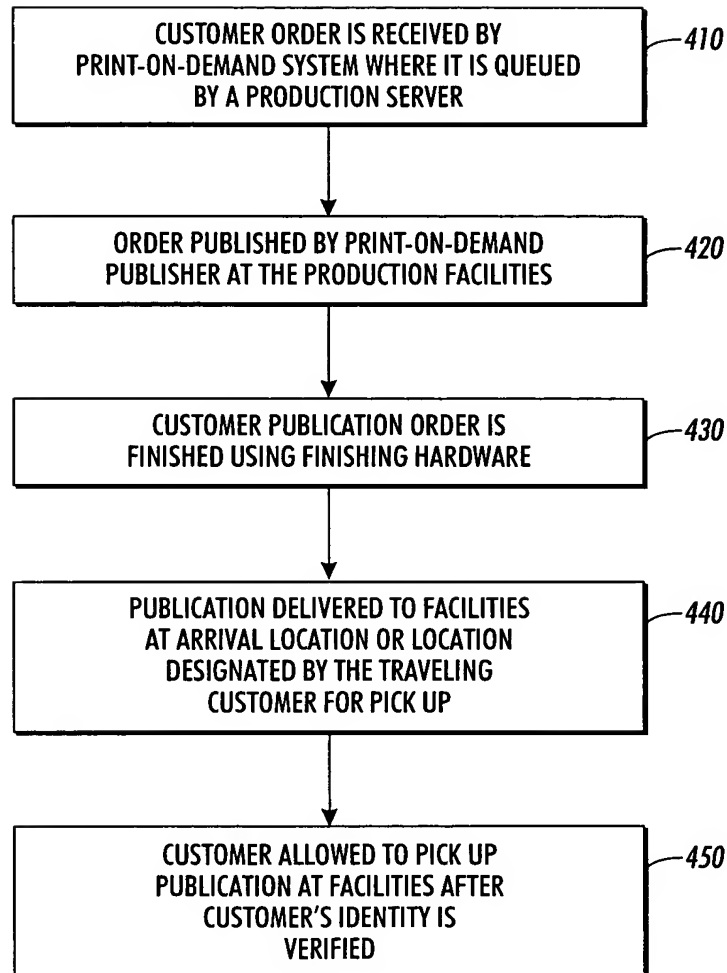 CUSTOMER ORDER IS RECEIVED BY
PRINT-ON-DEMAND SYSTEM WHERE IT IS QUEUED
BY A PRODUCTION SERVER
410
ORDER PUBLISHED BY PRINT-ON-DEMAND
PUBLISHER AT THE PRODUCTION FACILITIES
420
CUSTOMER PUBLICATION ORDER IS
FINISHED USING FINISHING HARDWARE
430
PUBLICATION DELIVERED TO FACILITIES
AT ARRIVAL LOCATION OR LOCATION
DESIGNATED BY THE TRAVELING
CUSTOMER FOR PICK UP
440
CUSTOMER ALLOWED TO PICK UP
PUBLICATION AT FACILITIES AFTER
CUSTOMER'S IDENTITY IS
VERIFIED
450